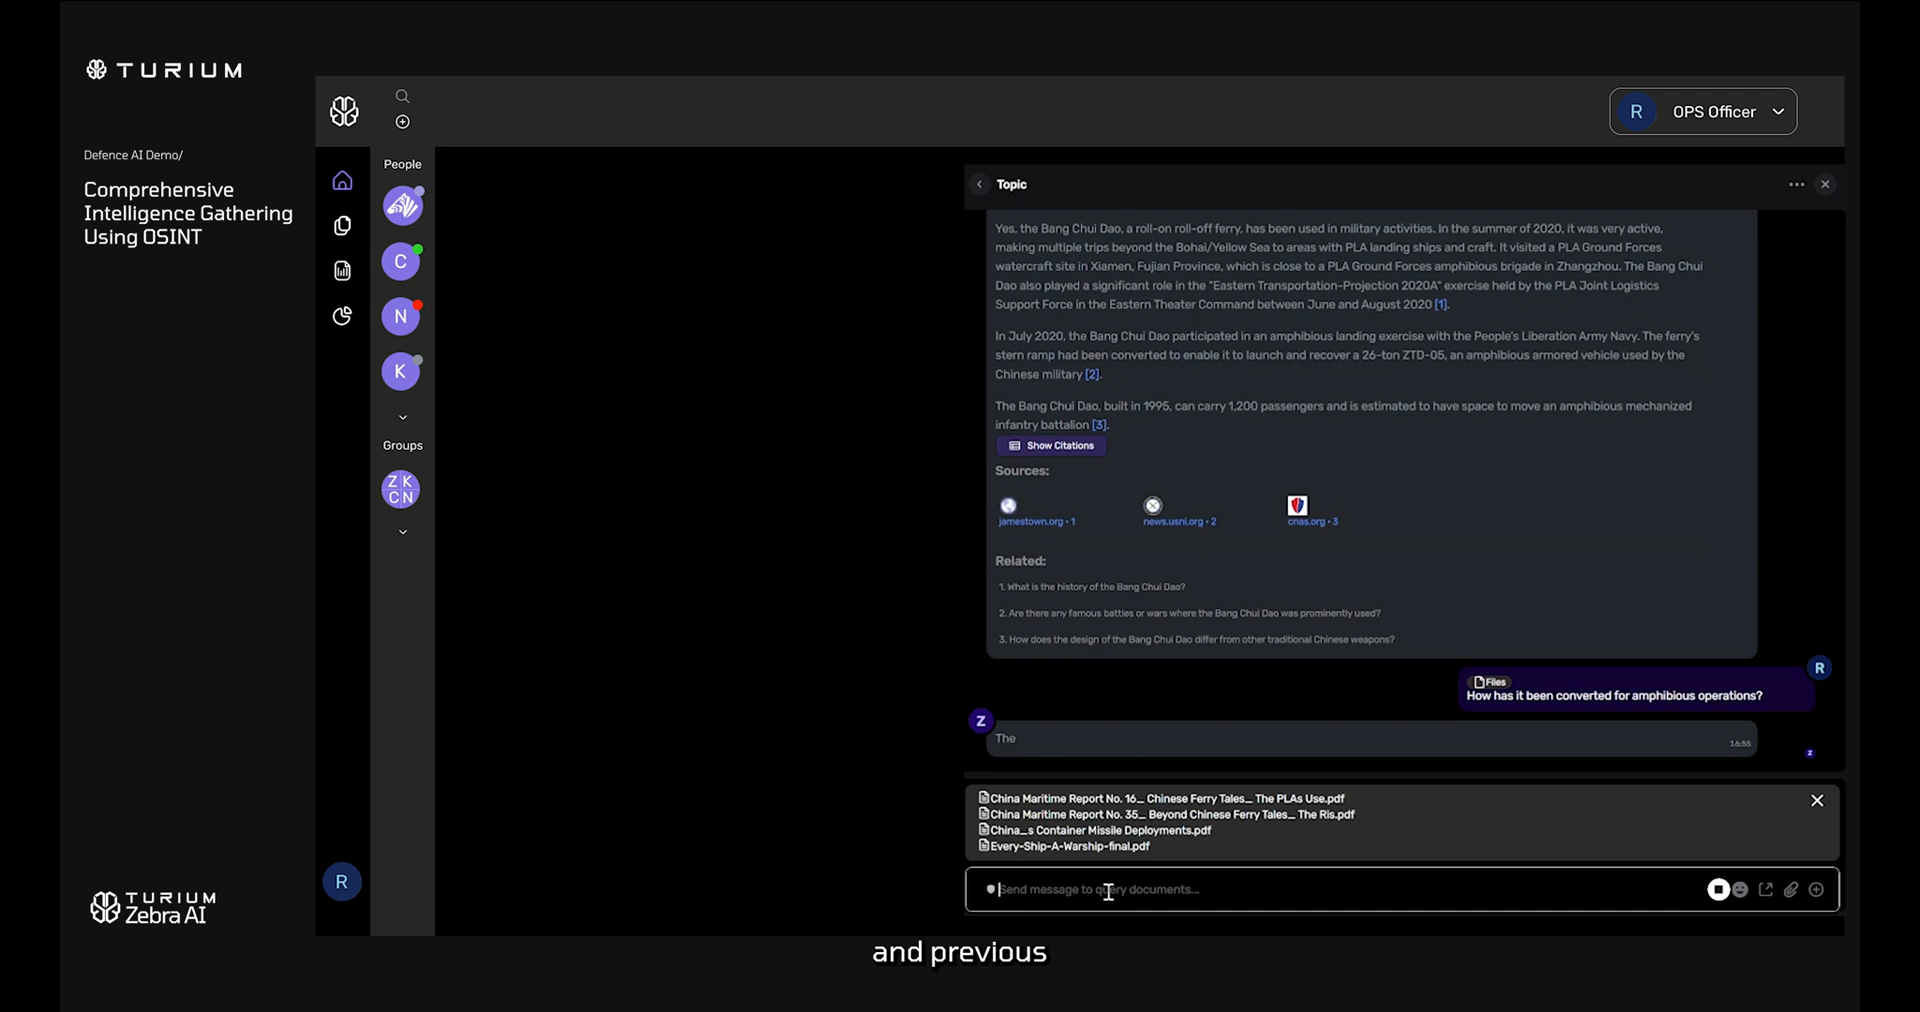 TURIUM
Defence AI Demo/
Comprehensive
Intelligence Gathering
Using OSINT
R
OPS Officer
People
C
N
K
Groups
Z K
C N
Topic
Yes, the Bang Chui Dao, a roll-on roll-off ferry, has been used in military activities. In the summer of 2020, it was very active,
making multiple trips beyond the Bohai/Yellow Sea to areas with PLA landing ships and craft. It visited a PLA Ground Forces
watercraft site in Xiamen, Fujian Province, which is close to a PLA Ground Forces amphibious brigade in Zhangzhou. The Bang Chui
Dao also played a significant role in the "Eastern Transportation-Projection 2020A" exercise held by the PLA Joint Logistics
Support Force in the Eastern Theater Command between June and August 2020 [1].
In July 2020, the Bang Chui Dao participated in an amphibious landing exercise with the People's Liberation Army Navy. The ferry's
stern ramp had been converted to enable it to launch and recover a 26-ton ZTD-05, an amphibious armored vehicle used by the
Chinese military [2].
The Bang Chui Dao, built in 1995, can carry 1,200 passengers and is estimated to have space to move an amphibious mechanized
infantry battalion [3].
Show Citations
Sources:
jamestown.org • 1
news.usni.org • 2
cnas.org • 3
Related:
1. What is the history of the Bang Chui Dao?
2. Are there any famous battles or wars where the Bang Chui Dao was prominently used?
3. How does the design of the Bang Chui Dao differ from other traditional Chinese weapons?
R
Files
How has it been converted for amphibious operations?
Z
The
16:55
z
China Maritime Report No. 16_ Chinese Ferry Tales_ The PLAs Use.pdf
China Maritime Report No. 35_ Beyond Chinese Ferry Tales_ The Ris.pdf
China_s Container Missile Deployments.pdf
Every-Ship-A-Warship-final.pdf
Send message to query documents...
R
TURIUM
Zebra AI
and previous